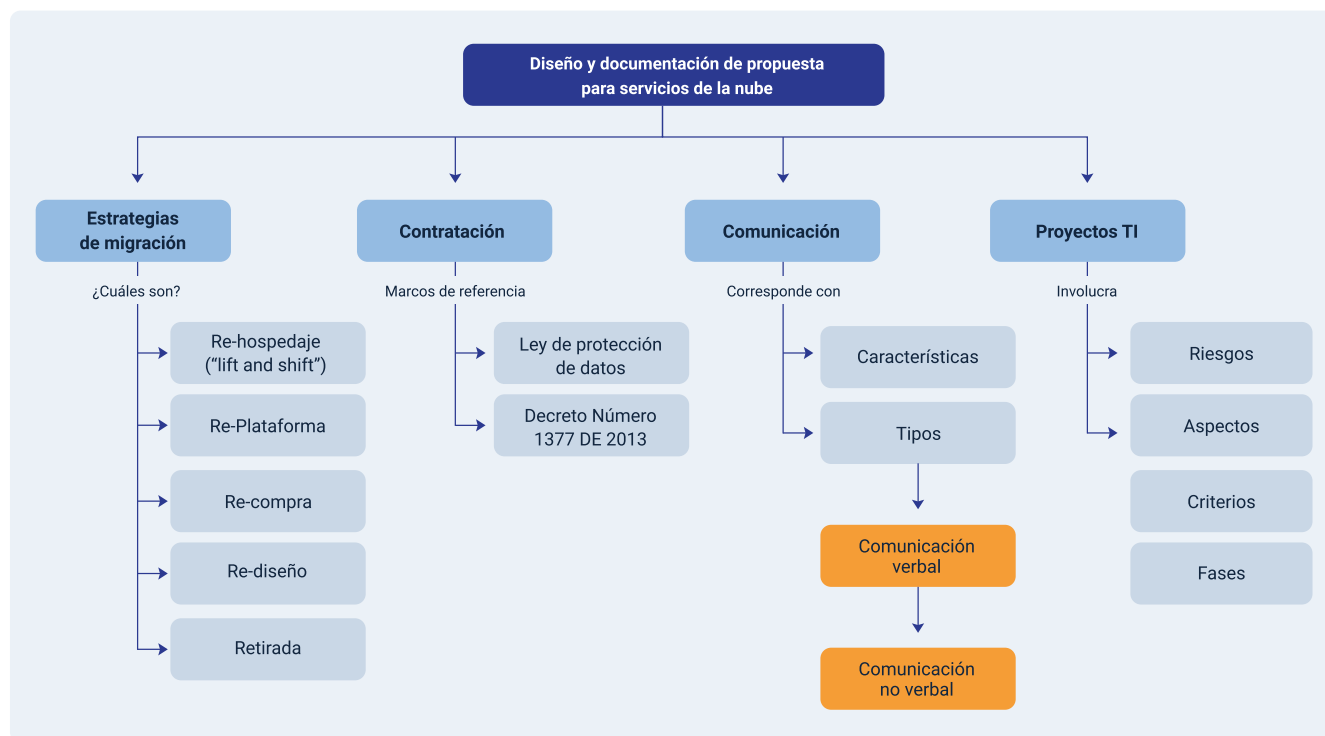 Diseño y documentación de propuesta
para servicios de la nube
Estrategias
de migración
¿Cuáles son?
Re-hospedaje
(“lift and shift”)
Re-Plataforma
Re-compra
Re-diseño
Retirada
Contratación
Marcos de referencia
Ley de protección
de datos
Decreto Número
1377 DE 2013
Comunicación
Corresponde con
Característícas
Tipos
Comunicación
verbal
Comunicación
no verbal
Proyectos TI
Involucra
Riesgos
Aspectos
Criterios
Fases